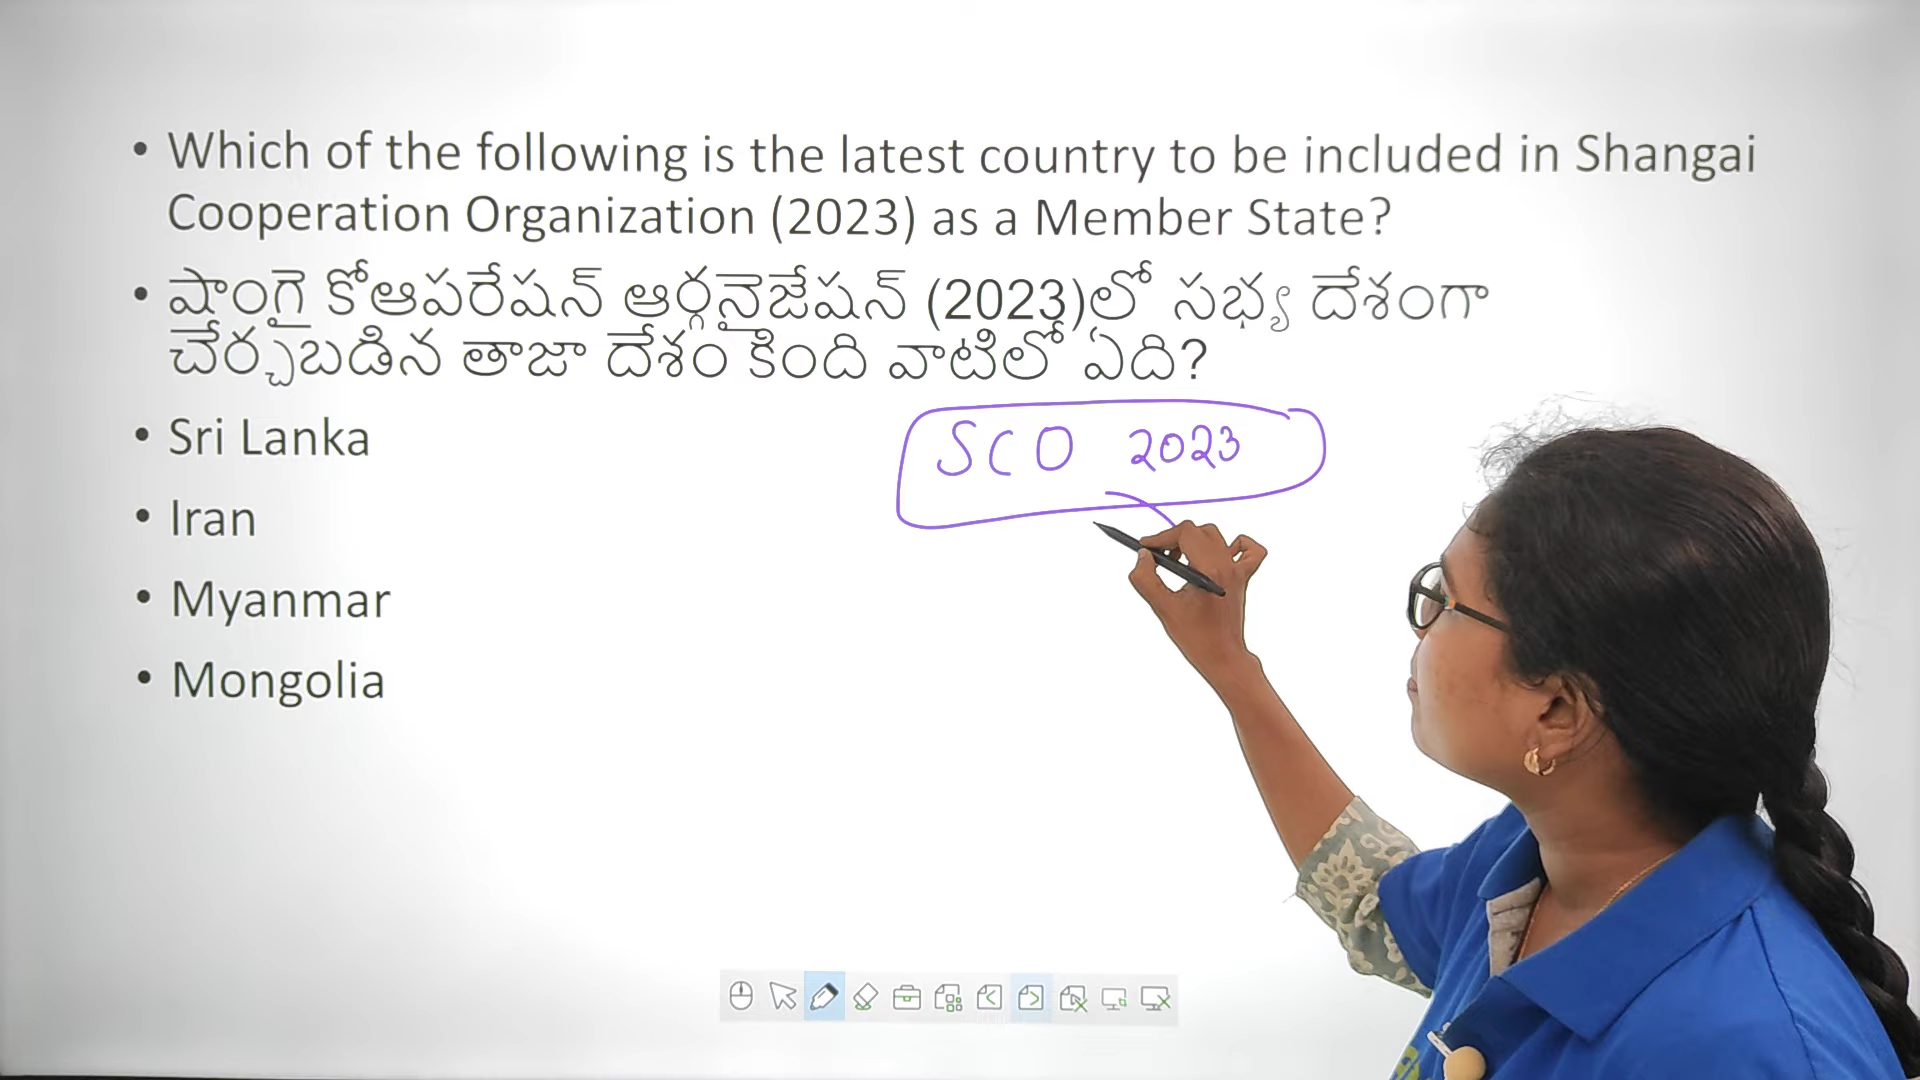 • Which of the following is the latest country to be included in Shangai
Cooperation Organization (2023) as a Member State?
• షాంగై కోఆపరేషన్ ఆర్గనైజేషన్ (2023)లో సభ్య దేశంగా
చేర్చబడిన తాజా దేశం కింది వాటిలో ఏది?
• Sri Lanka
SCO 2023
• Iran
• Myanmar
• Mongolia